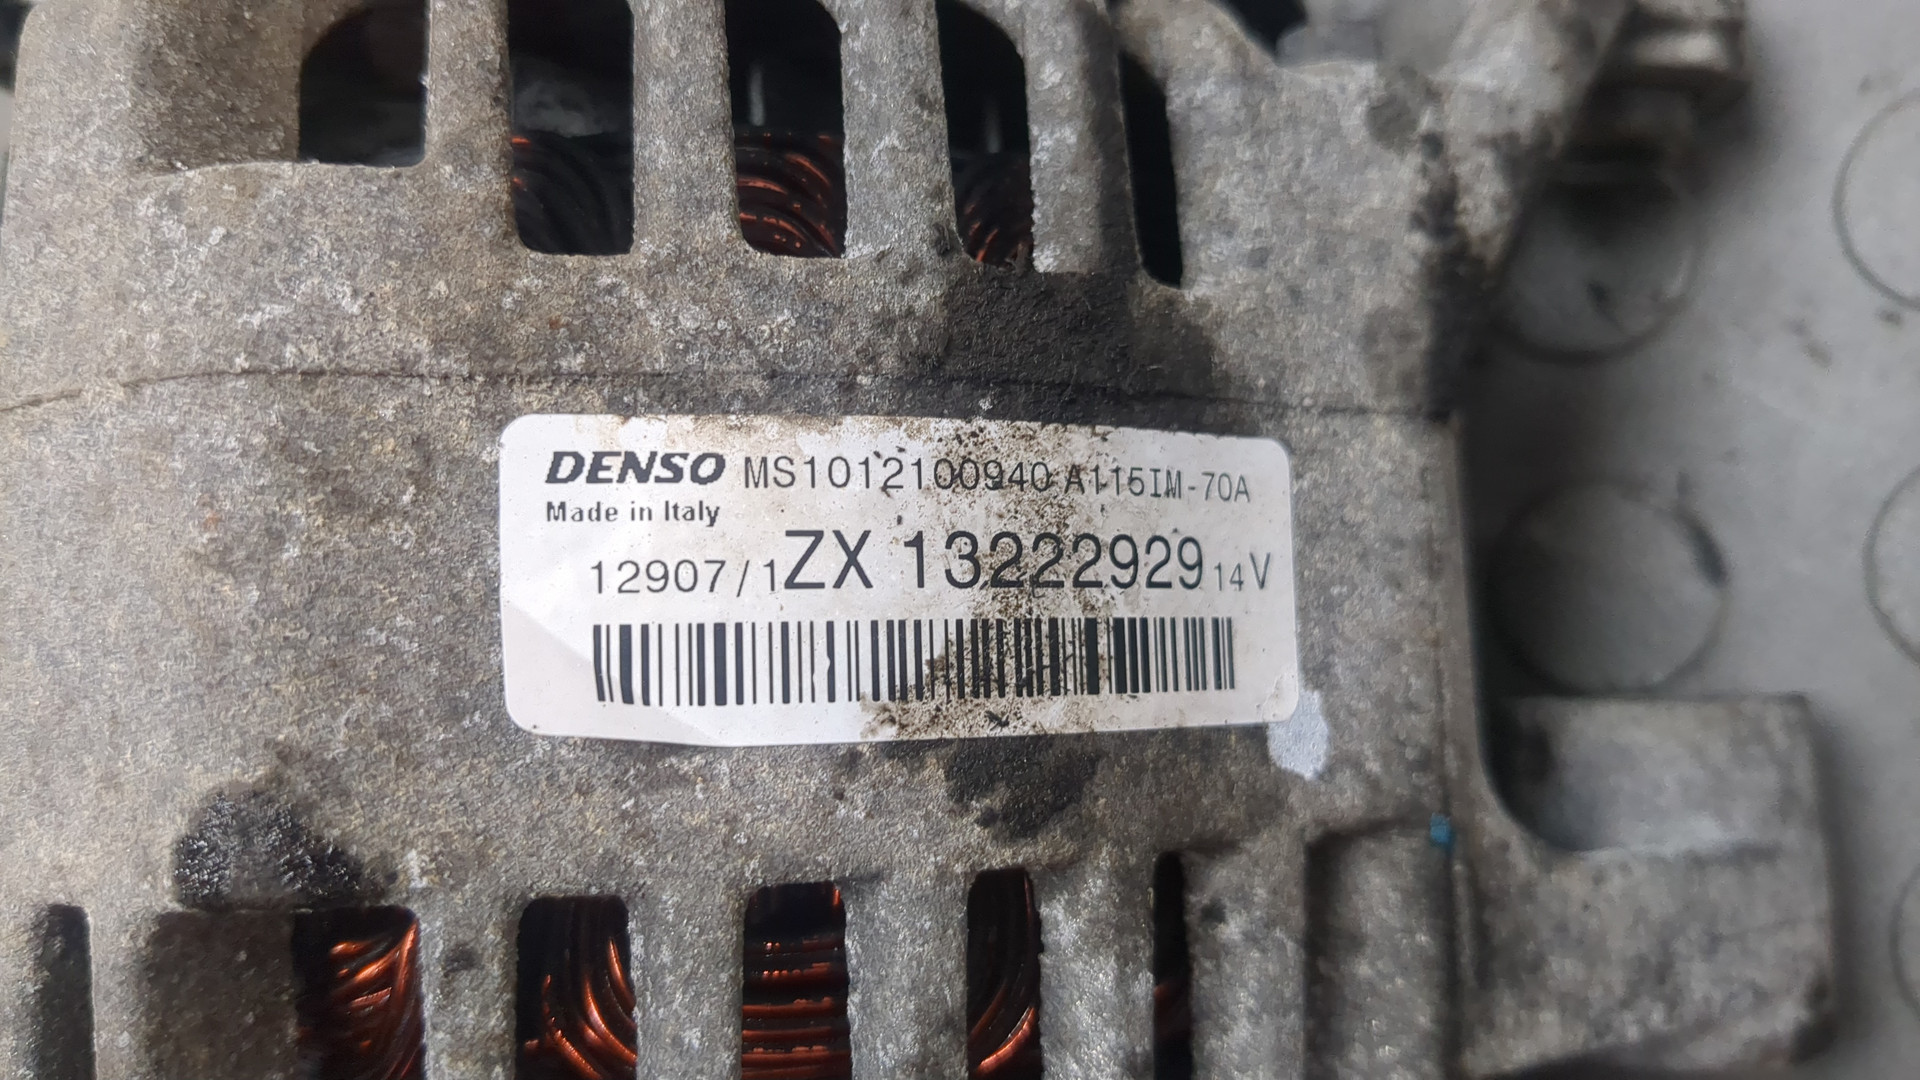 DENSO MS1012100940 A115IM-70A
Made in Italy
12907/1ZX 13222929 14V